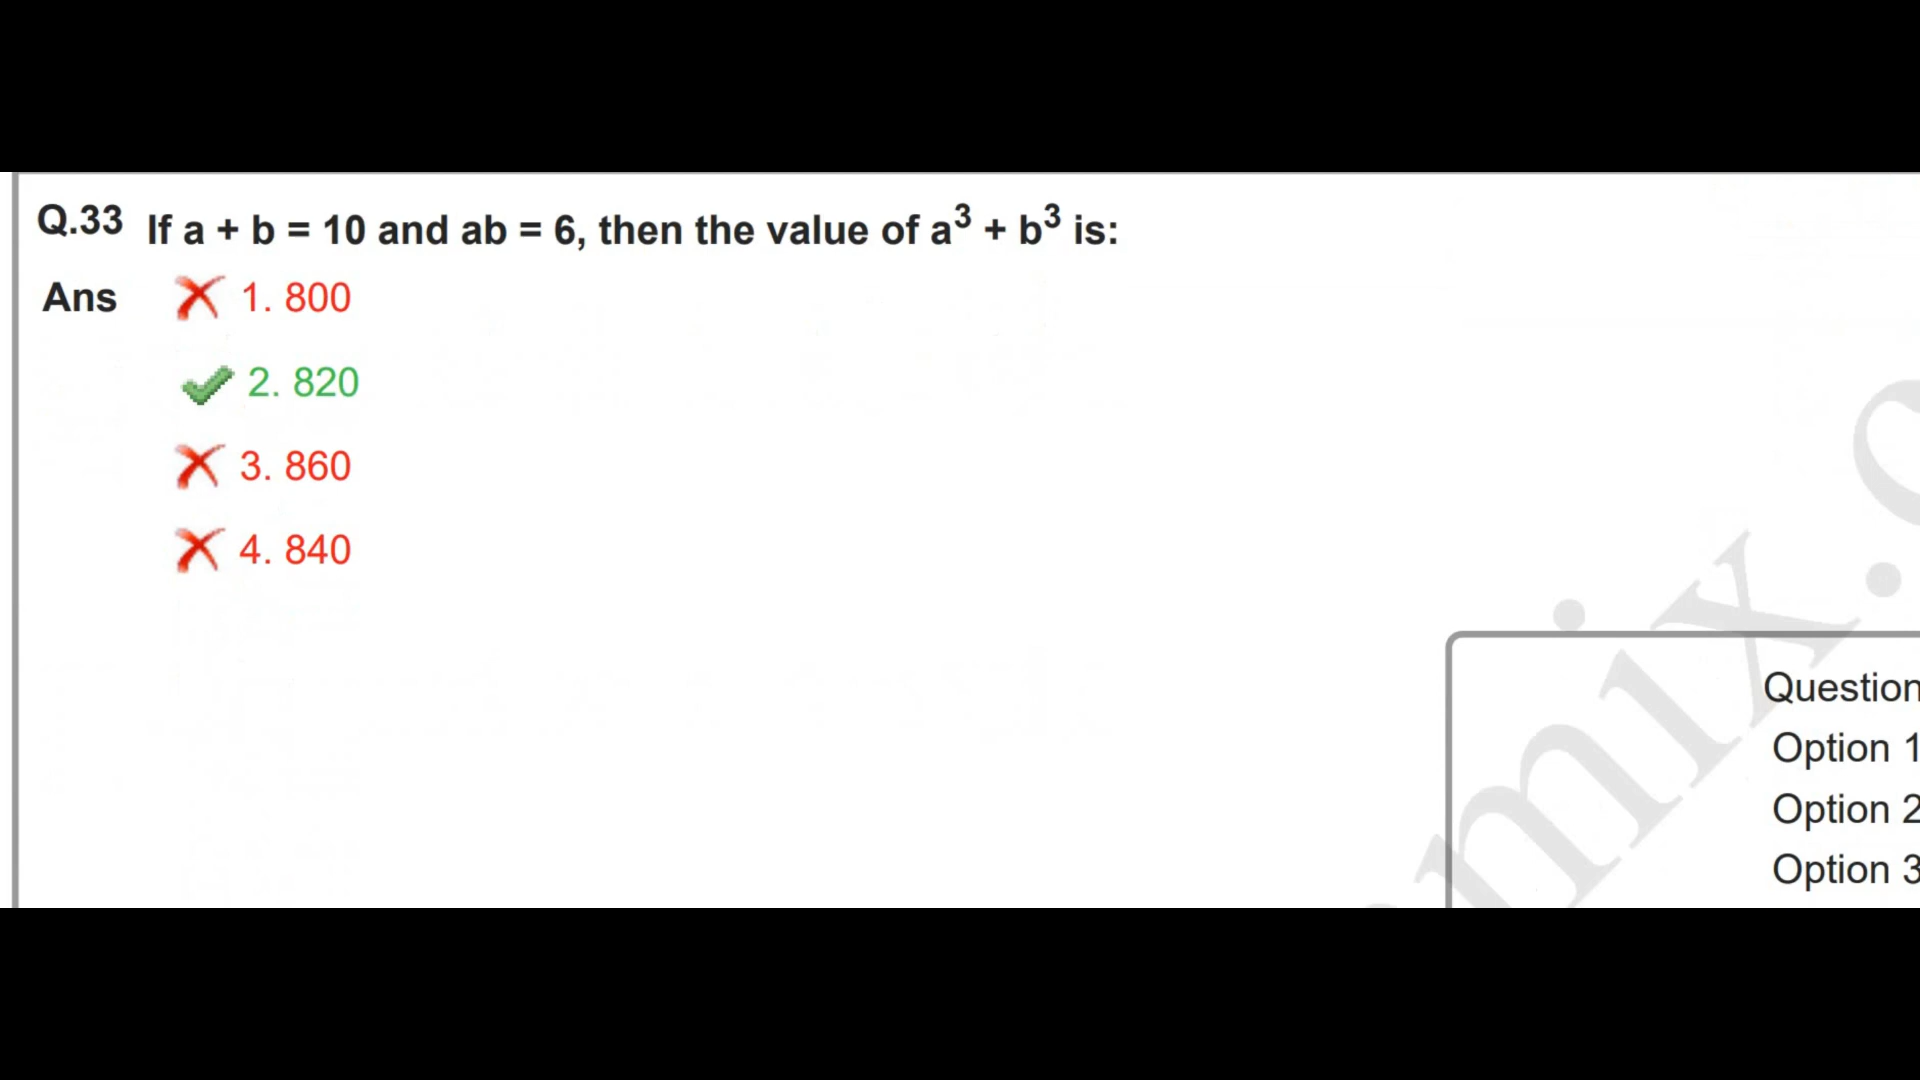 Q.33 If a + b = 10 and ab = 6, then the value of a³ + b³ is:
Ans 1. 800
2. 820
3. 860
4. 840
Question
Option 1
Option 2
Option 3
mix.